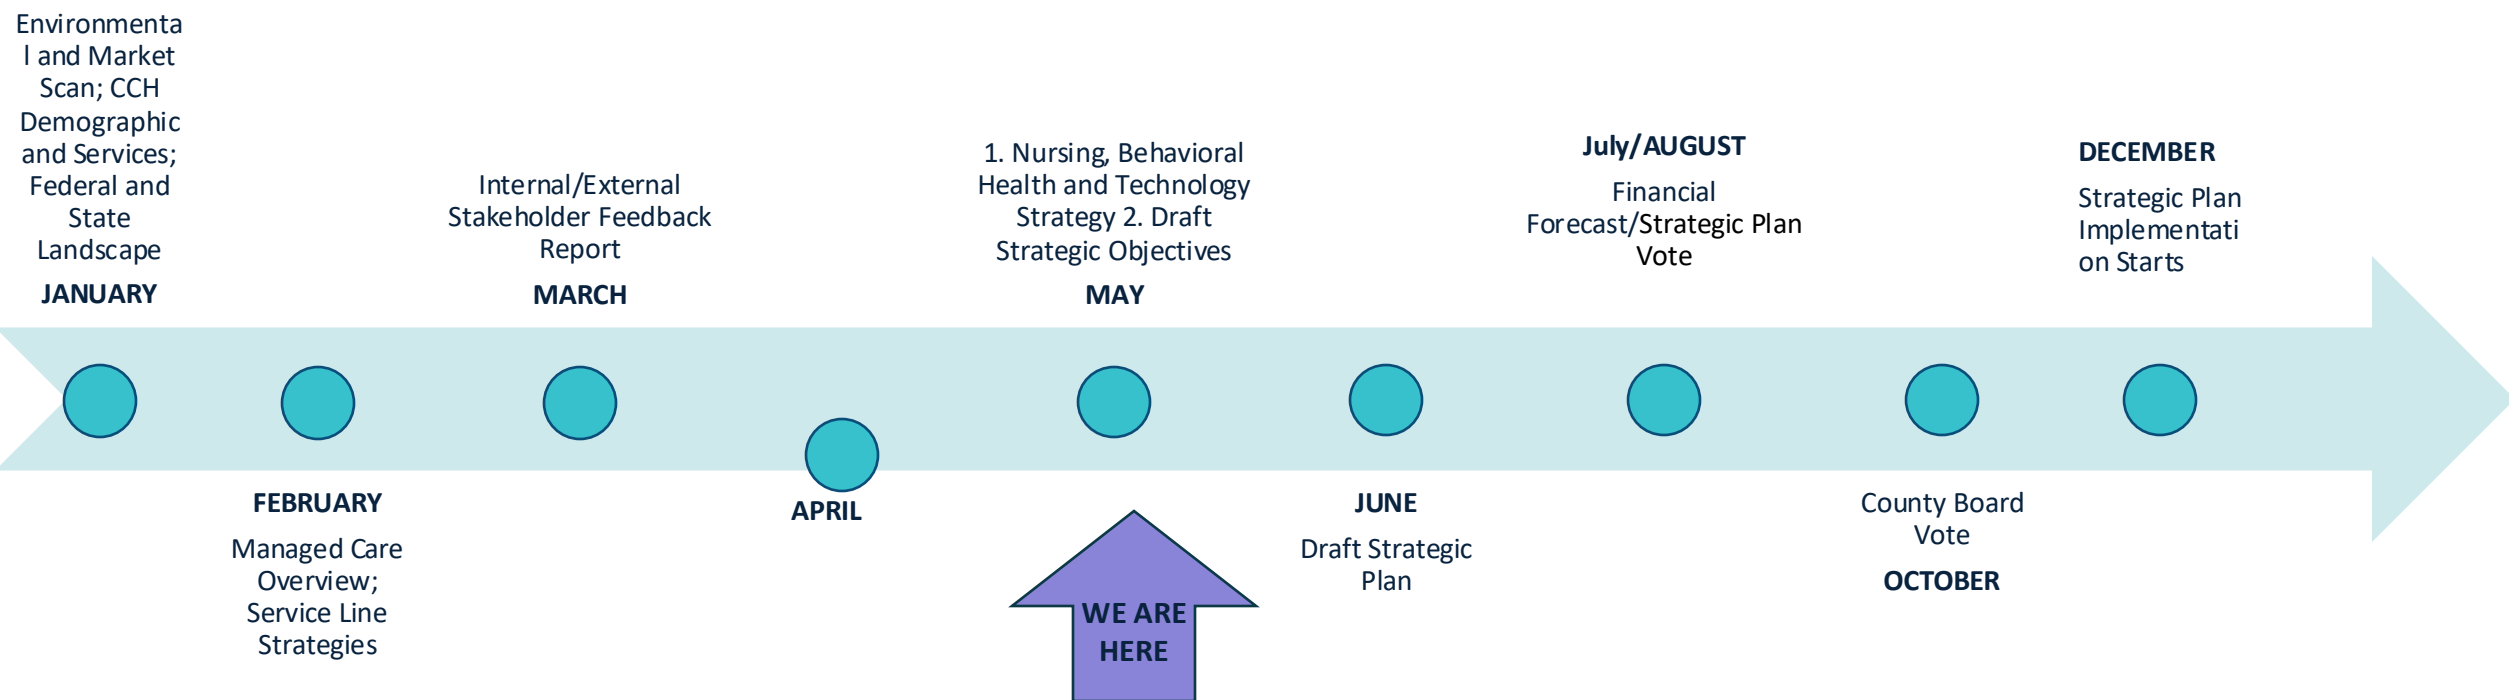 Environmenta
l and Market
Scan; CCH
Demographic
and Services;
Federal and
State
Landscape
JANUARY
FEBRUARY
Managed Care
Overview;
Service Line
Strategies
Internal/External
Stakeholder Feedback
Report
MARCH
APRIL
1. Nursing, Behavioral
Health and Technology
Strategy 2. Draft
Strategic Objectives
MAY
WE ARE
HERE
JUNE
Draft Strategic
Plan
July/AUGUST
Financial
Forecast/Strategic Plan
Vote
County Board
Vote
OCTOBER
DECEMBER
Strategic Plan
Implementati
on Starts